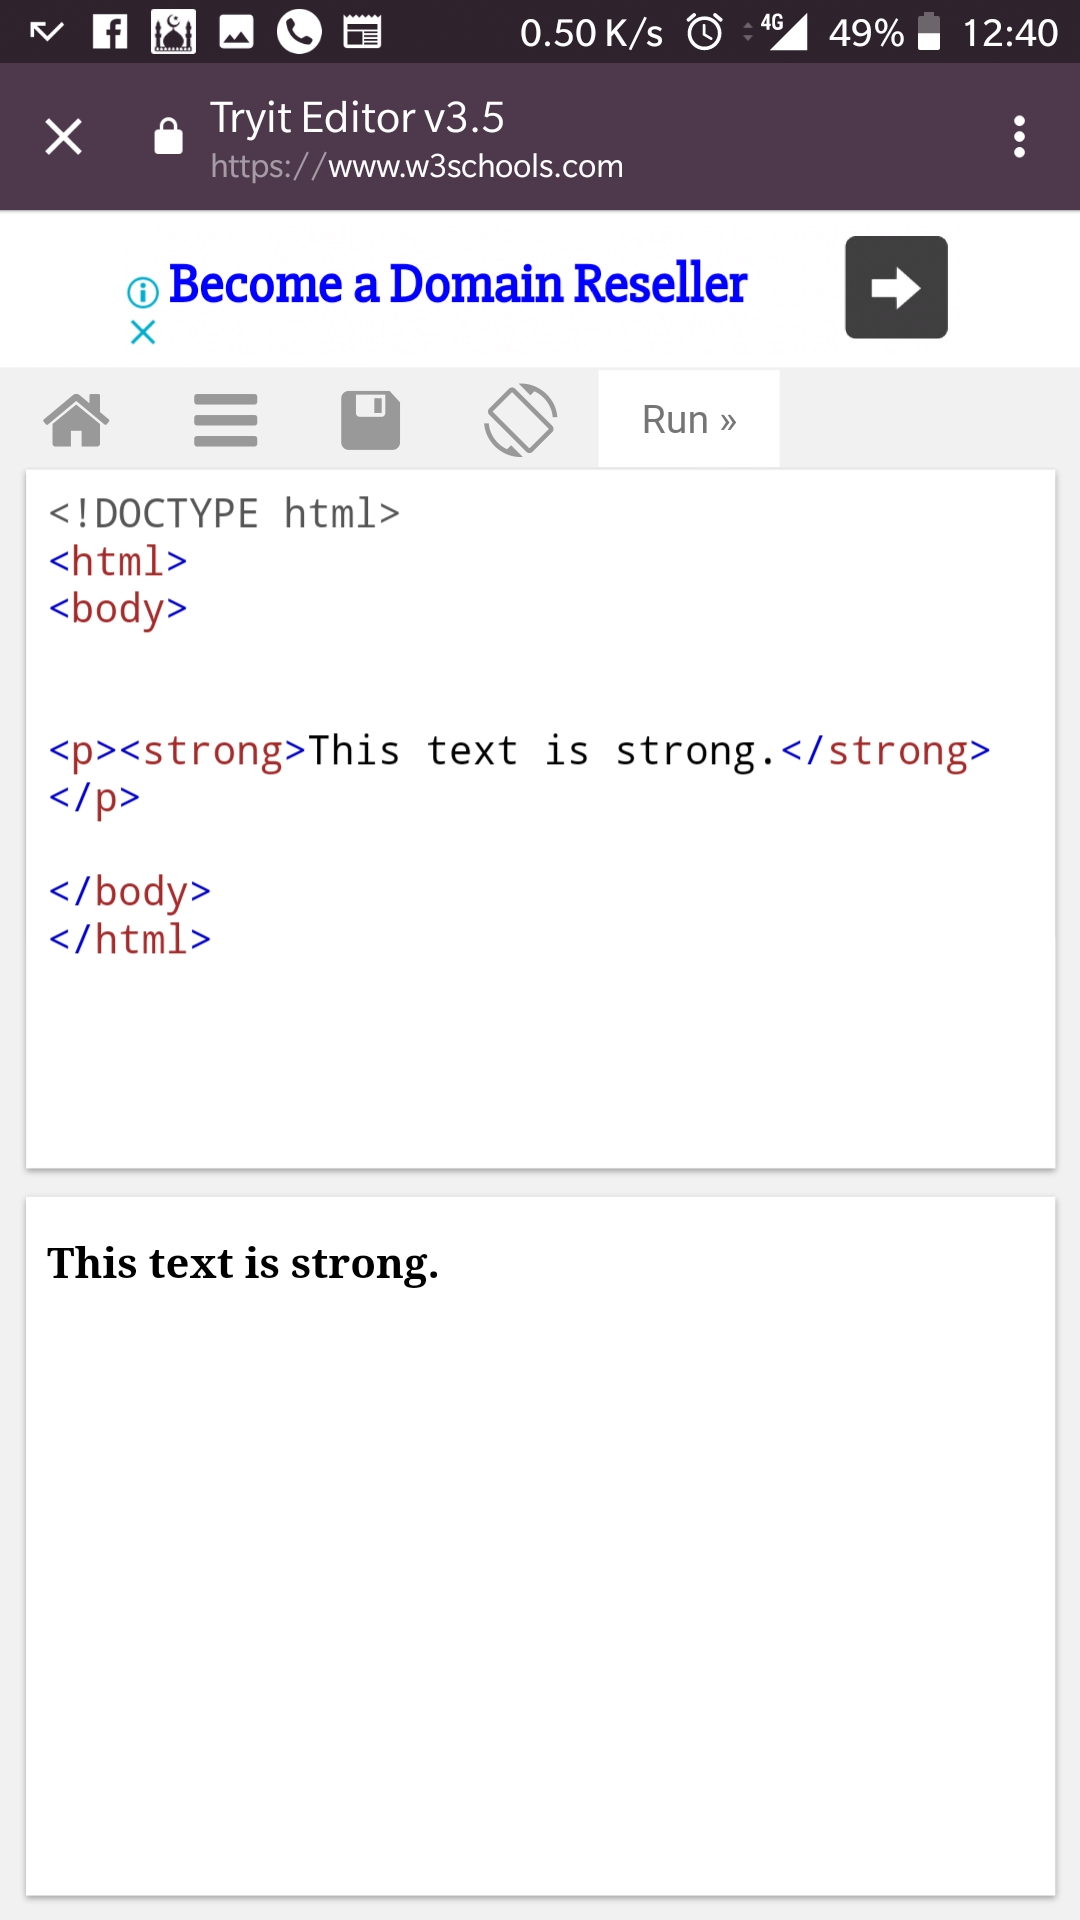 0.50 K/s 4G 49% 12:40
Tryit Editor v3.5
https://www.w3schools.com
Become a Domain Reseller
Run »
<!DOCTYPE html>
<html>
<body>
<p><strong>This text is strong.</strong>
</p>
</body>
</html>
This text is strong.